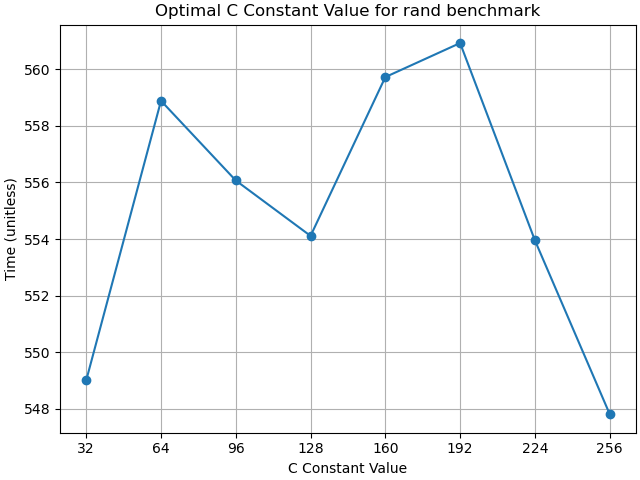 Optimal C Constant Value for rand benchmark
560
558
556
554
552
550
548
Time (unitless)
32 64 96 128 160 192 224 256
C Constant Value